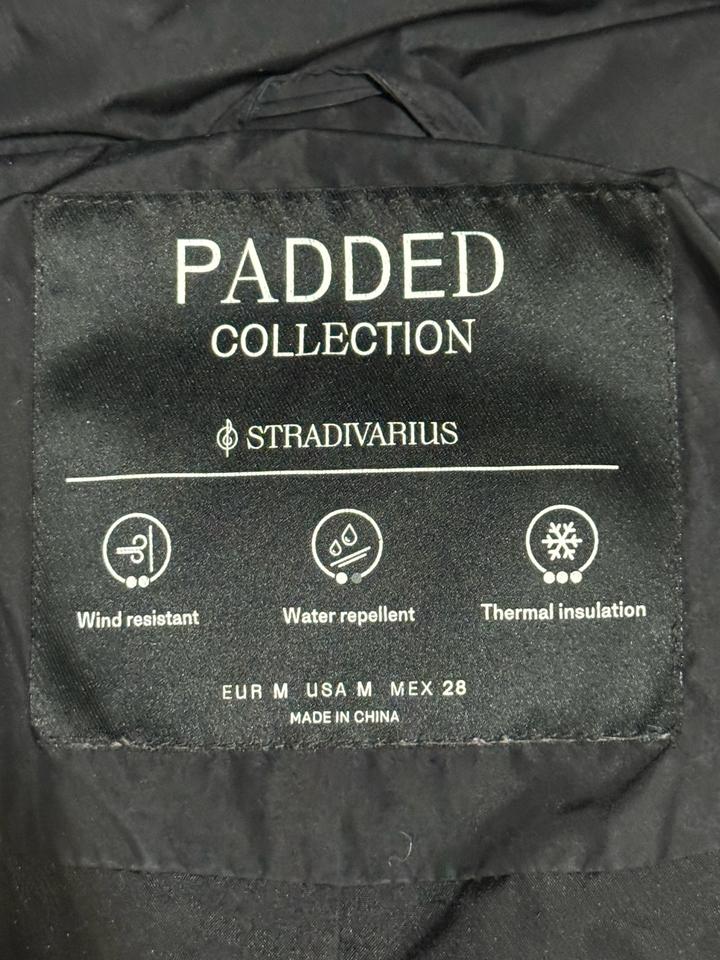 PADDED
COLLECTION
STRADIVARIUS
Wind resistant Water repellent Thermal insulation
EUR M USA M MEX 28
MADE IN CHINA